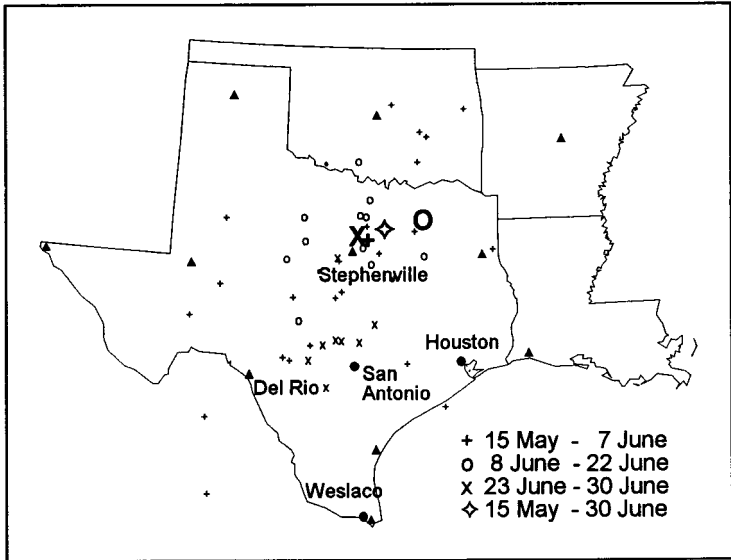 Stephenville
Houston
Del Rio
San
Antonio
Weslaco
+ 15 May - 7 June
o 8 June - 22 June
x 23 June - 30 June
✧ 15 May - 30 June